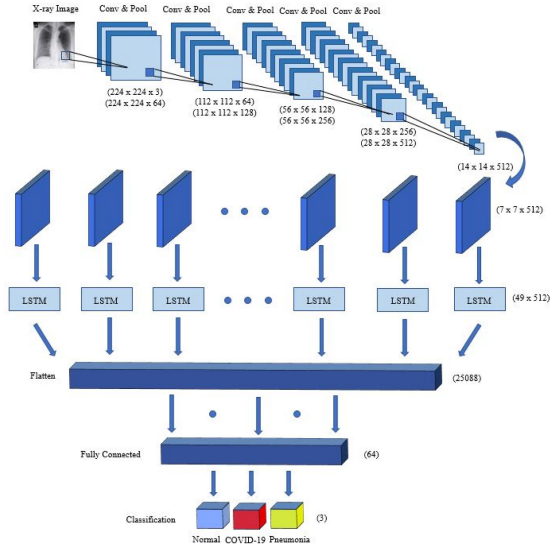 X-ray Image
Conv & Pool
Conv & Pool
Conv & Pool
Conv & Pool
Conv & Pool
(224 x 224 x 3)
(224 x 224 x 64)
(112 x 112 x 64)
(112 x 112 x 128)
(56 x 56 x 128)
(56 x 56 x 256)
(28 x 28 x 256)
(28 x 28 x 512)
(14 x 14 x 512)
(7 x 7 x 512)
LSTM
LSTM
LSTM
LSTM
LSTM
LSTM
(49 x 512)
Flatten
(25088)
Fully Connected
(64)
Classification
(3)
Normal
COVID-19
Pneumonia